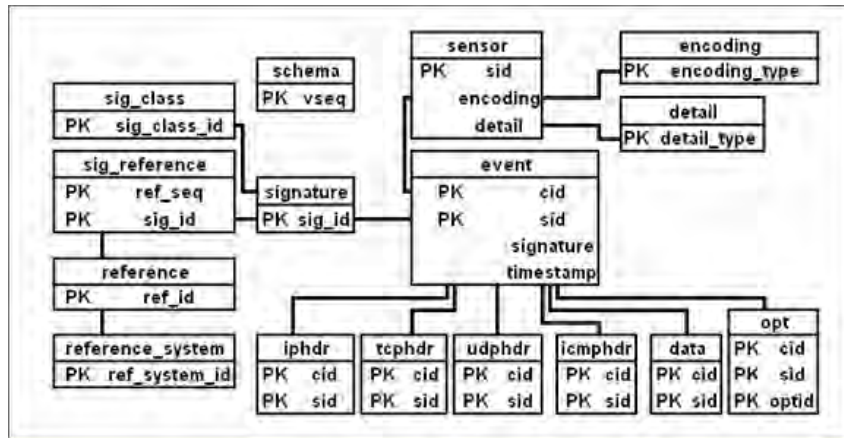 schema
PK vseq
sig_class
PK sig_class_id
sig_reference
PK ref_seq
PK sig_id
signature
PK sig_id
reference
PK ref_id
reference_system
PK ref_system_id
sensor
PK sid
encoding
detail
encoding
PK encoding_type
detail
PK detail_type
event
PK cid
PK sid
signature
timestamp
iphdr
PK cid
PK sid
tcphdr
PK cid
PK sid
udphdr
PK cid
PK sid
icmphdr
PK cid
PK sid
data
PK cid
PK sid
opt
PK cid
PK sid
PK optid